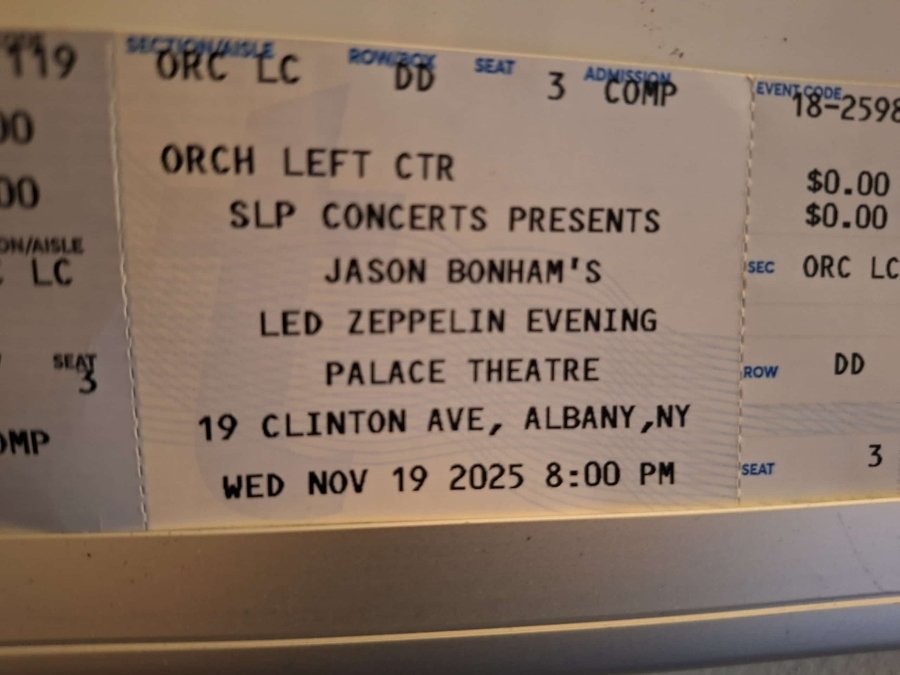 119
SECTION/AISLE ROW/BOX SEAT ADMISSION
ORC LC DD 3 COMP
ORCH LEFT CTR
SLP CONCERTS PRESENTS
JASON BONHAM'S
LED ZEPPELIN EVENING
PALACE THEATRE
19 CLINTON AVE, ALBANY,NY
WED NOV 19 2025 8:00 PM
00
00
ON/AISLE
LC
SEAT
3
OMP
EVENT CODE
18-2598
$0.00
$0.00
SEC ORC LC
ROW DD
SEAT 3